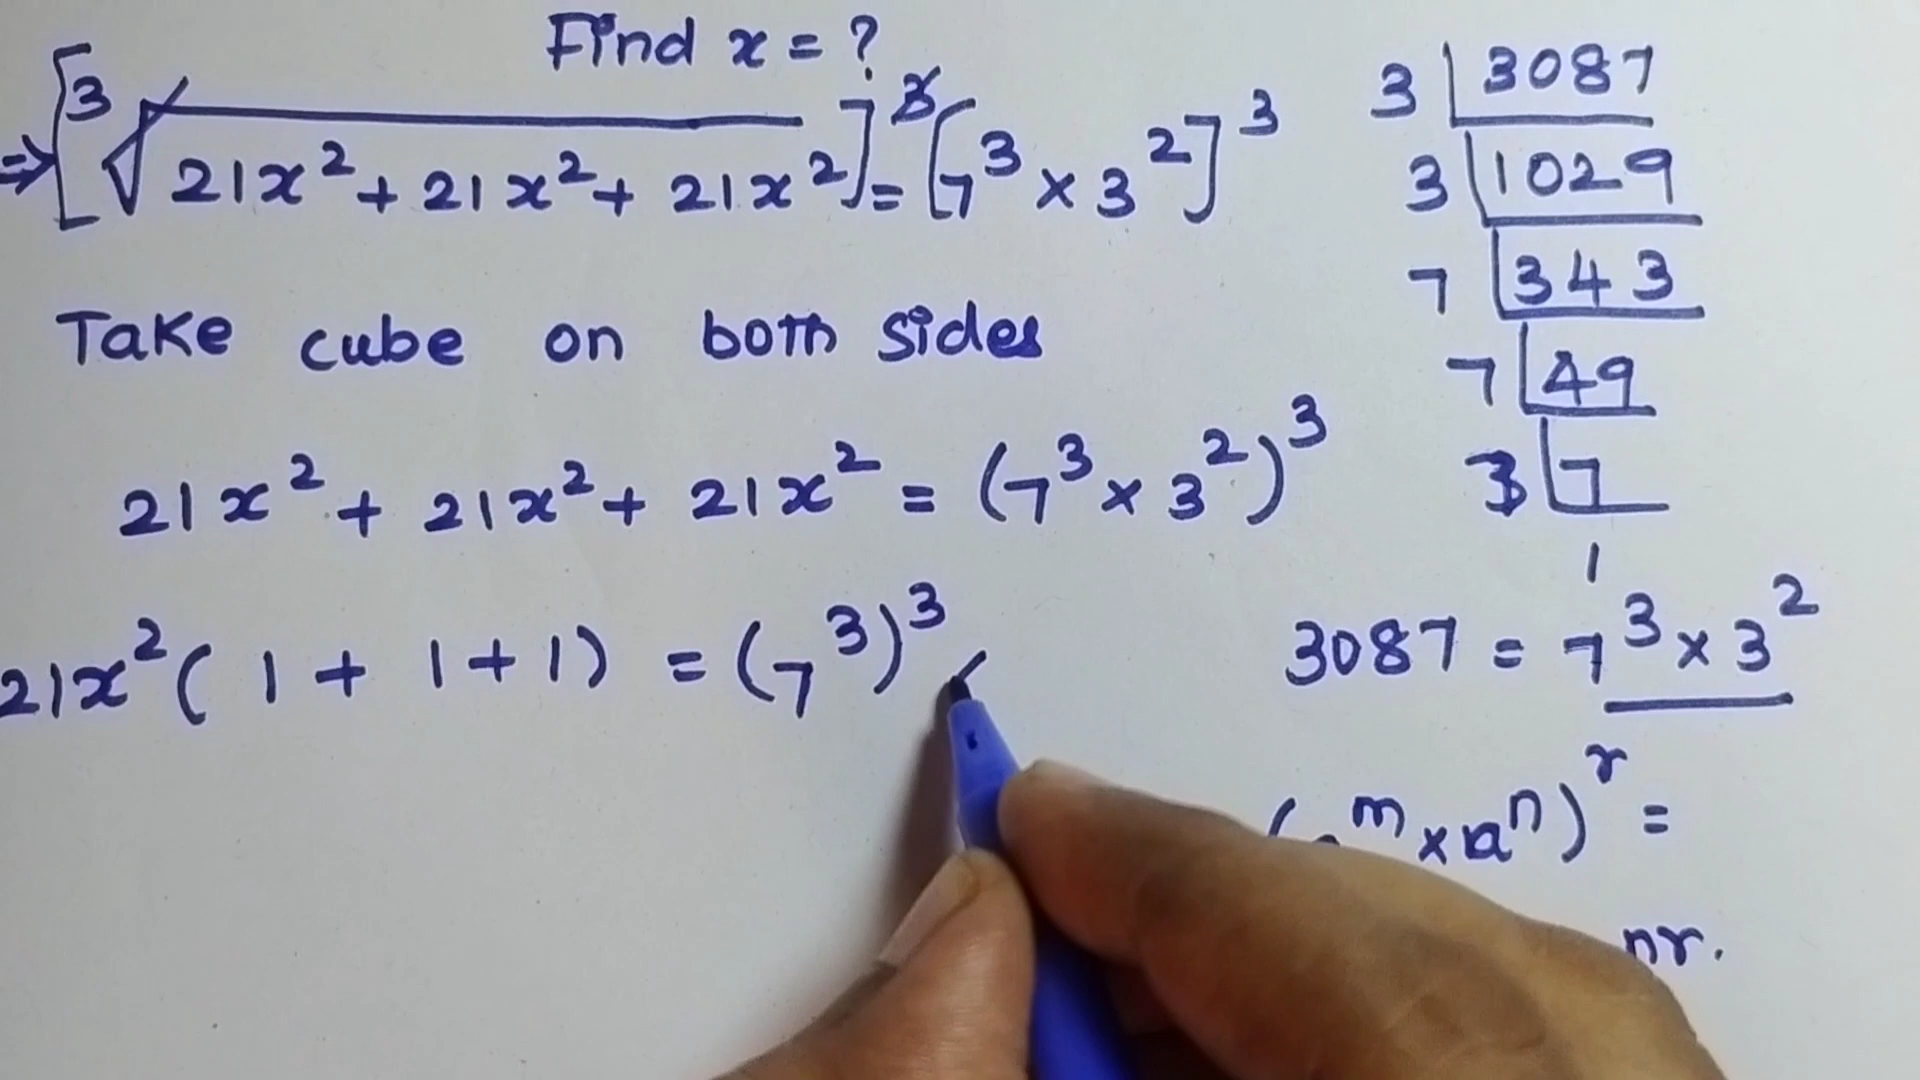 Find x = ?
⇒ [∛(21x² + 21x² + 21x²)]³ = [7³ × 3²]³
Take cube on both sides
21x² + 21x² + 21x² = (7³ × 3²)³
21x² ( 1 + 1 + 1 ) = (7³)³ (
3 | 3087
3 | 1029
7 | 343
7 | 49
7
1
3087 = 7³ × 3²
m × aⁿ)ʳ =
nr.